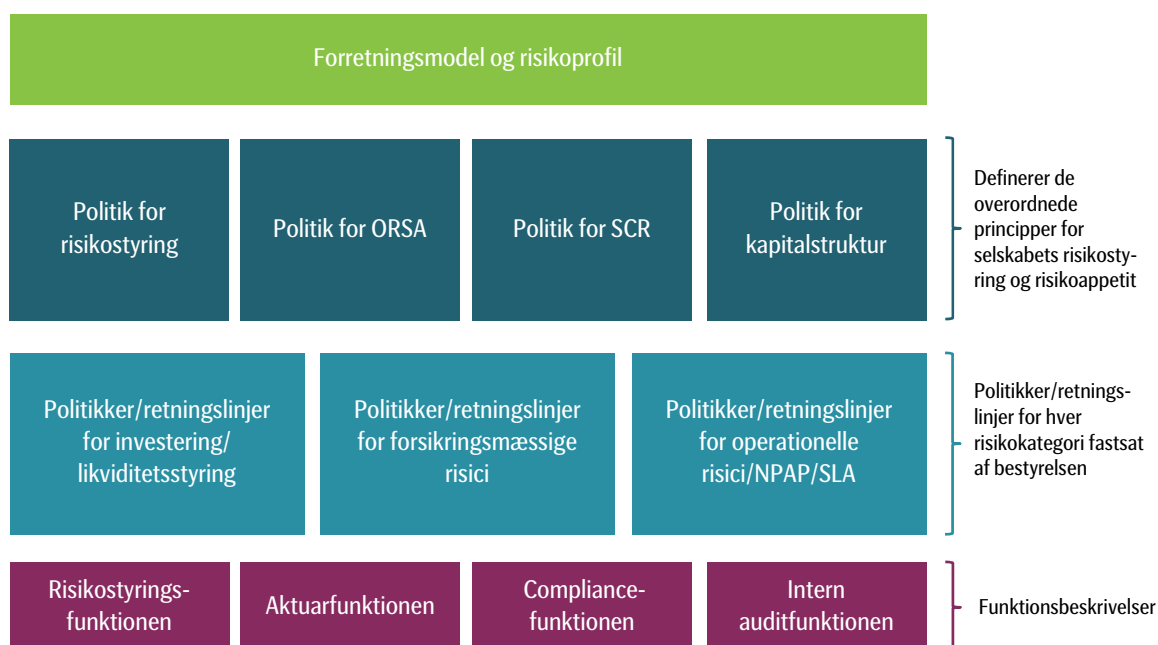 Forretningsmodel og risikoprofil
Politik for
risikostyring
Politik for ORSA
Politik for SCR
Politik for
kapitalstruktur
Definerer de
overordnede
principper for
selskabets risikosty-
ring og risikoappetit
Politikker/retningslinjer
for investering/
likviditetsstyring
Politikker/retningslinjer
for forsikringsmæssige
risici
Politikker/retningslinjer
for operationelle
risici/NPAP/SLA
Politikker/retnings-
linjer for hver
risikokategori fastsat
af bestyrelsen
Risikostyrings-
funktionen
Aktuarfunktionen
Compliance-
funktionen
Intern
auditfunktionen
Funktionsbeskrivelser